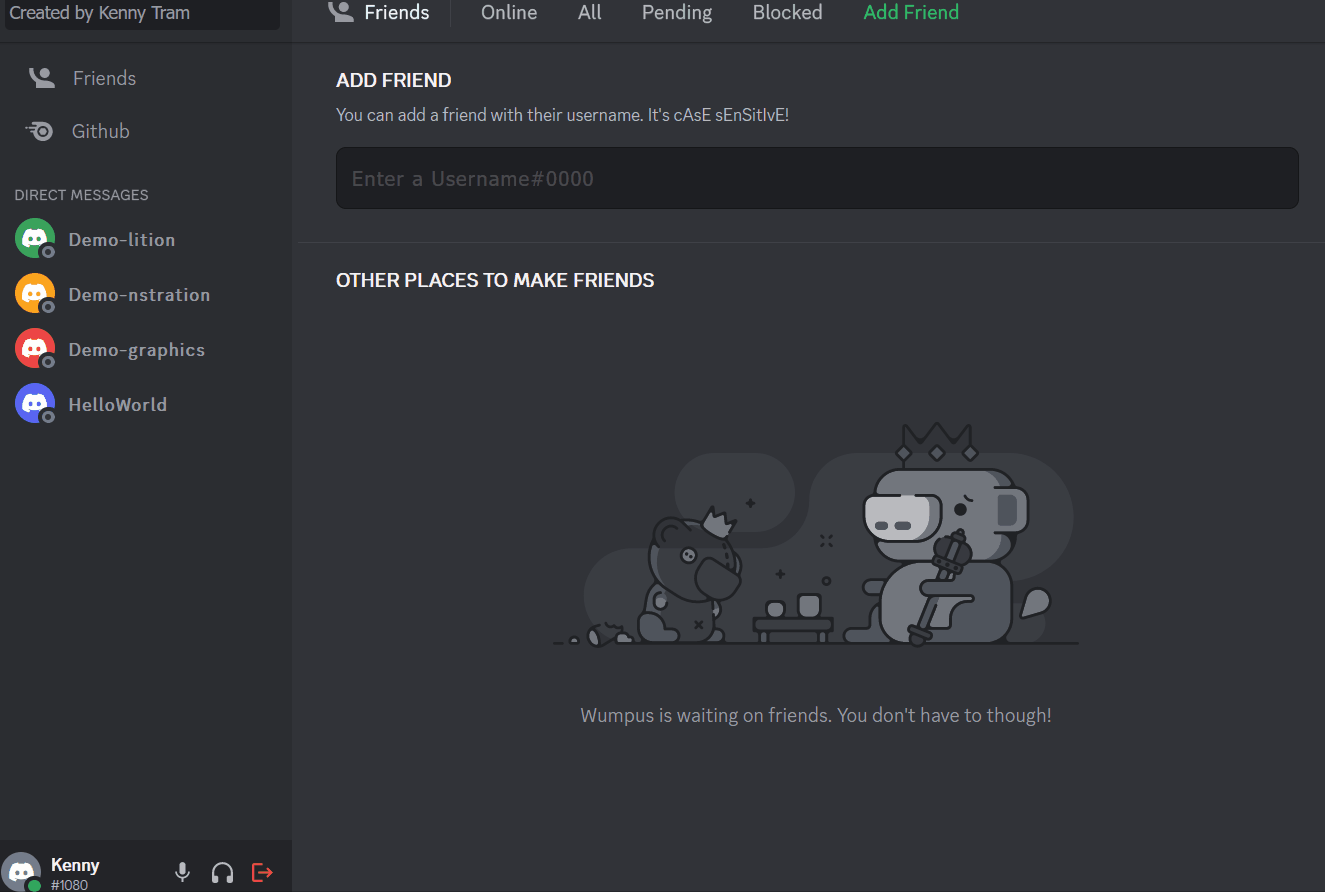 Created by Kenny Tram
Friends
Online
All
Pending
Blocked
Add Friend
Friends
Github
DIRECT MESSAGES
Demo-lition
Demo-nstration
Demo-graphics
HelloWorld
Kenny
#1080
ADD FRIEND
You can add a friend with their username. It's cAsE sEnSitIvE!
Enter a Username#0000
OTHER PLACES TO MAKE FRIENDS
Wumpus is waiting on friends. You don't have to though!